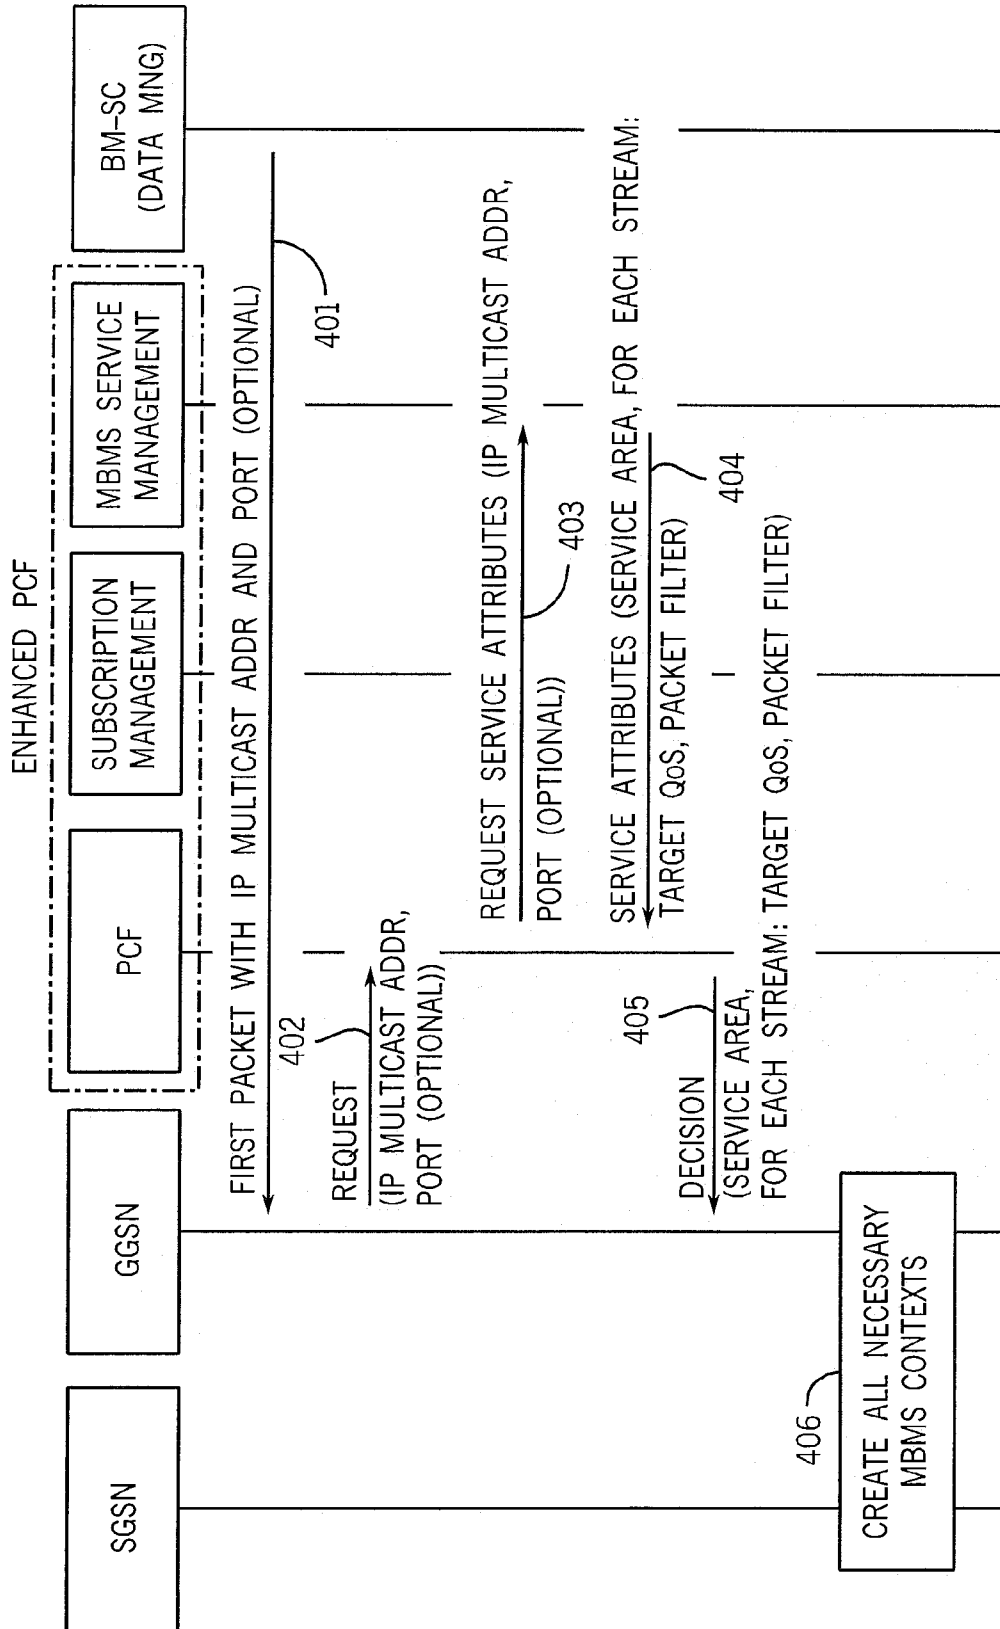 ENHANCED PCF
SGSN
GGSN
PCF
SUBSCRIPTION
MANAGEMENT
MBMS SERVICE
MANAGEMENT
BM-SC
(DATA MNG)
FIRST PACKET WITH IP MULTICAST ADDR AND PORT (OPTIONAL)
401
402
REQUEST
(IP MULTICAST ADDR,
PORT (OPTIONAL))
REQUEST SERVICE ATTRIBUTES (IP MULTICAST ADDR,
PORT (OPTIONAL))
403
SERVICE ATTRIBUTES (SERVICE AREA, FOR EACH STREAM:
TARGET QoS, PACKET FILTER)
404
405
DECISION
(SERVICE AREA,
FOR EACH STREAM: TARGET QoS, PACKET FILTER)
406
CREATE ALL NECESSARY
MBMS CONTEXTS